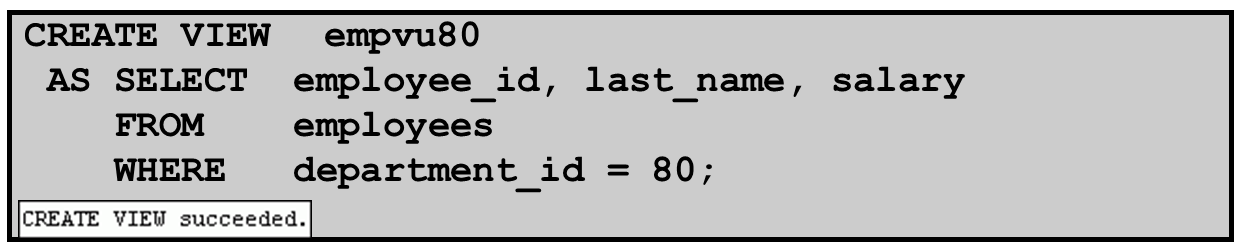 CREATE VIEW empvu80
AS SELECT employee_id, last_name, salary
FROM employees
WHERE department_id = 80;
CREATE VIEW succeeded.